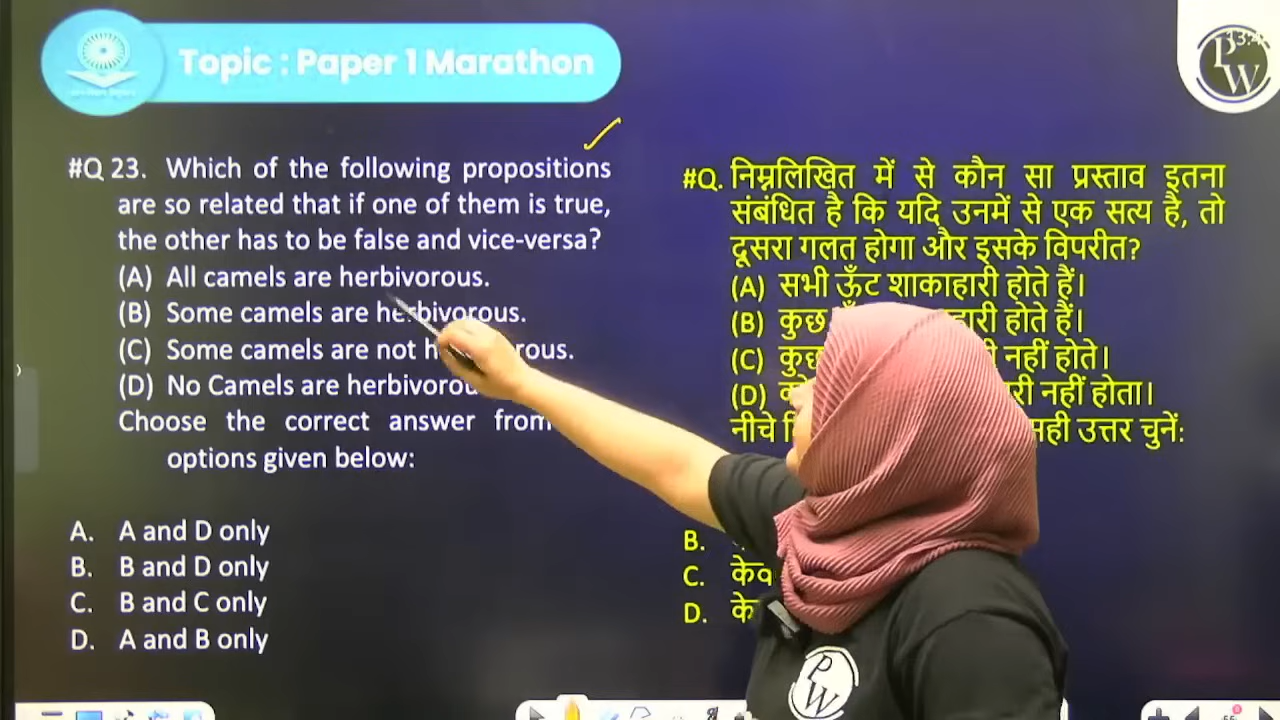 Topic : Paper 1 Marathon
PW
#Q 23. Which of the following propositions
are so related that if one of them is true,
the other has to be false and vice-versa?
(A) All camels are herbivorous.
(B) Some camels are herbivorous.
(C) Some camels are not
(D) No Camels are
Choose the correct answer from
options given below:
A. A and D only
B. B and D only
C. B and C only
D. A and B only
#Q. निम्नलिखित में से कौन सा प्रस्ताव इतना
संबंधित है कि यदि उनमें से एक सत्य है, तो
दूसरा गलत होगा और इसके विपरीत?
(A) सभी ऊँट शाकाहारी होते हैं।
(B) कुछ होते हैं।
(C) कुछ नहीं होते।
(D) नहीं होता।
नीचे सही उत्तर चुनें:
B.
C.
D.
PW